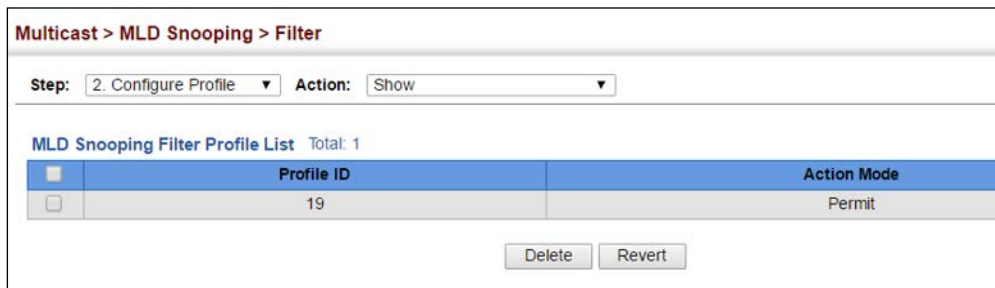 Multicast > MLD Snooping > Filter
Step: 2. Configure Profile Action: Show
MLD Snooping Filter Profile List Total: 1
Profile ID Action Mode
19 Permit
Delete Revert